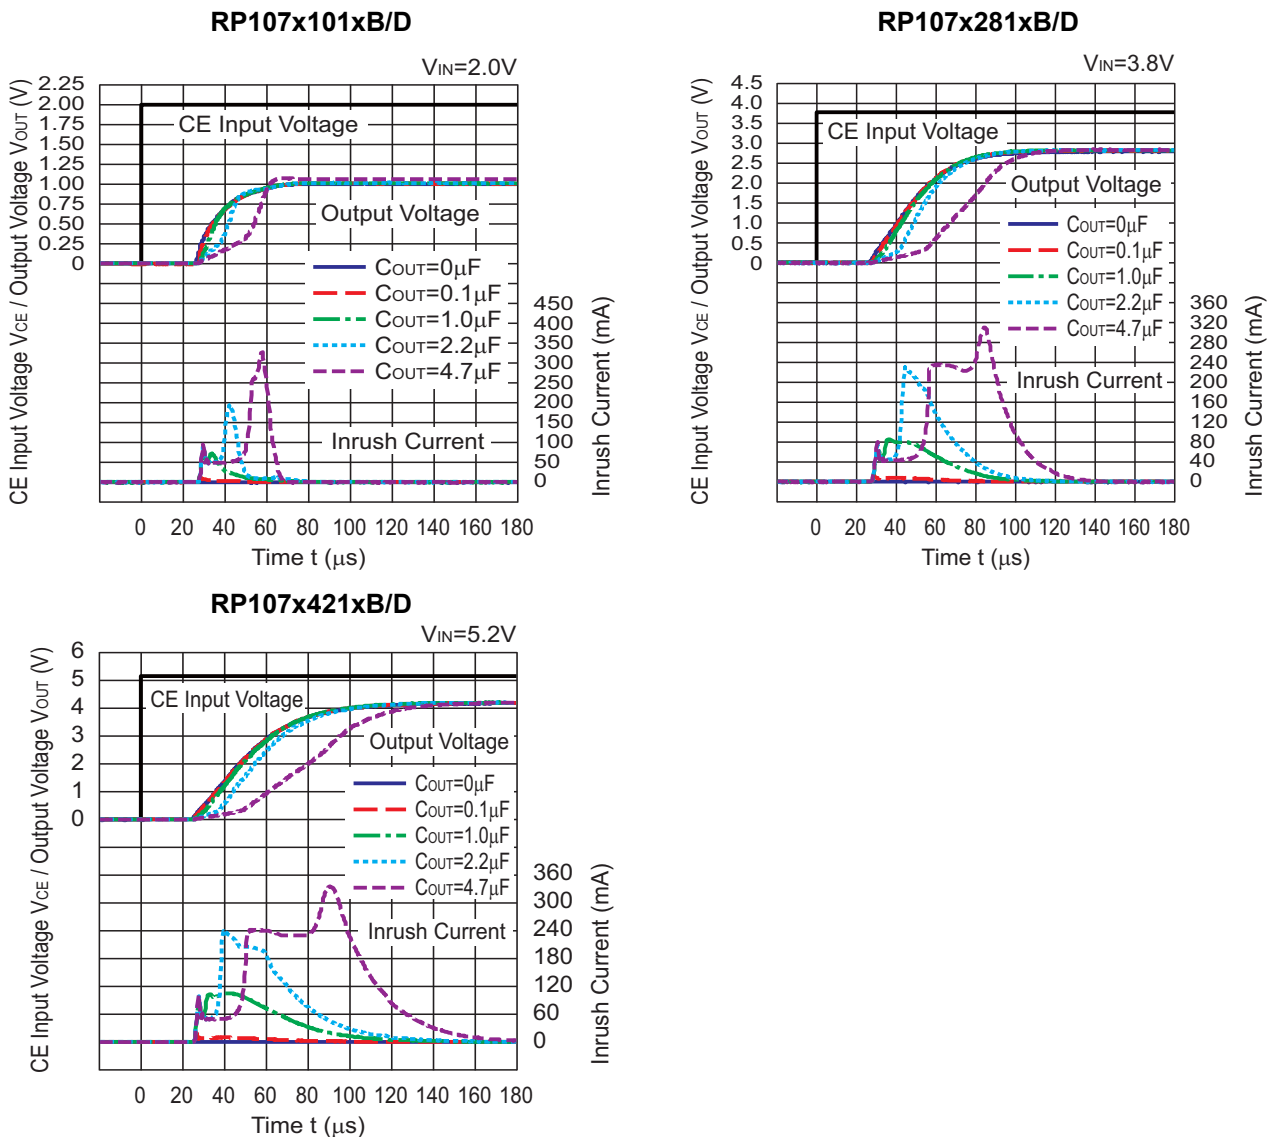 RP107x101xB/D
VIN=2.0V
CE Input Voltage VCE / Output Voltage VOUT (V)
2.25
2.00
1.75
1.50
1.25
1.00
0.75
0.50
0.25
0
CE Input Voltage
Output Voltage
COUT=0μF
COUT=0.1μF
COUT=1.0μF
COUT=2.2μF
COUT=4.7μF
Inrush Current
450
400
350
300
250
200
150
100
50
0
Inrush Current (mA)
0 20 40 60 80 100 120 140 160 180
Time t (μs)
RP107x281xB/D
VIN=3.8V
CE Input Voltage VCE / Output Voltage VOUT (V)
4.5
4.0
3.5
3.0
2.5
2.0
1.5
1.0
0.5
0
CE Input Voltage
Output Voltage
COUT=0μF
COUT=0.1μF
COUT=1.0μF
COUT=2.2μF
COUT=4.7μF
Inrush Current
360
320
280
240
200
160
120
80
40
0
Inrush Current (mA)
0 20 40 60 80 100 120 140 160 180
Time t (μs)
RP107x421xB/D
VIN=5.2V
CE Input Voltage VCE / Output Voltage VOUT (V)
6
5
4
3
2
1
0
CE Input Voltage
Output Voltage
COUT=0μF
COUT=0.1μF
COUT=1.0μF
COUT=2.2μF
COUT=4.7μF
Inrush Current
360
300
240
180
120
60
0
Inrush Current (mA)
0 20 40 60 80 100 120 140 160 180
Time t (μs)